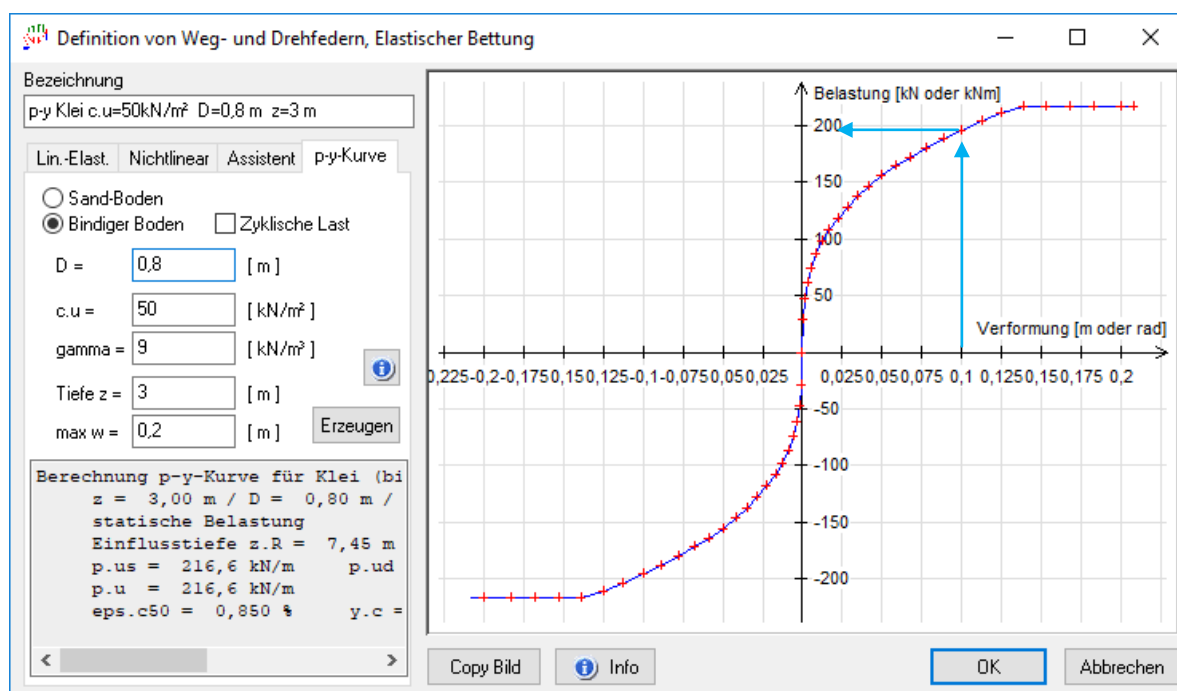 Definition von Weg- und Drehfedern, Elastischer Bettung
Bezeichnung
p-y Klei c.u=50kN/m² D=0,8 m z=3 m
Lin.-Elast. Nichtlinear Assistent p-y-Kurve
Sand-Boden
Bindiger Boden Zyklische Last
D = 0,8 [ m ]
c.u = 50 [ kN/m² ]
gamma = 9 [ kN/m³ ]
Tiefe z = 3 [ m ]
max w = 0,2 [ m ]
Erzeugen
Berechnung p-y-Kurve für Klei (bi
z = 3,00 m / D = 0,80 m /
statische Belastung
Einflusstiefe z.R = 7,45 m
p.us = 216,6 kN/m p.ud
p.u = 216,6 kN/m
eps.c50 = 0,850 % y.c =
Belastung [kN oder kNm]
200
150
100
50
Verformung [m oder rad]
0,225-0,2-0,1750,150,125-0,1-0,0750,050,025 0,0250,050,075 0,1 0,1250,150,175 0,2
-50
-100
-150
-200
Copy Bild Info OK Abbrechen